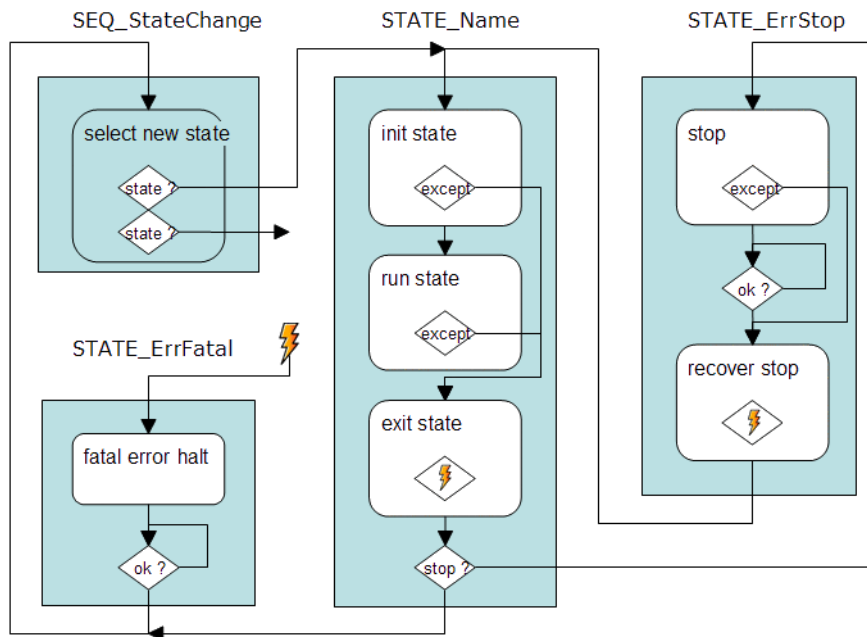 SEQ_StateChange
select new state
state ?
state ?
STATE_ErrFatal
fatal error halt
ok ?
STATE_Name
init state
except
run state
except
exit state
stop ?
STATE_ErrStop
stop
except
ok ?
recover stop